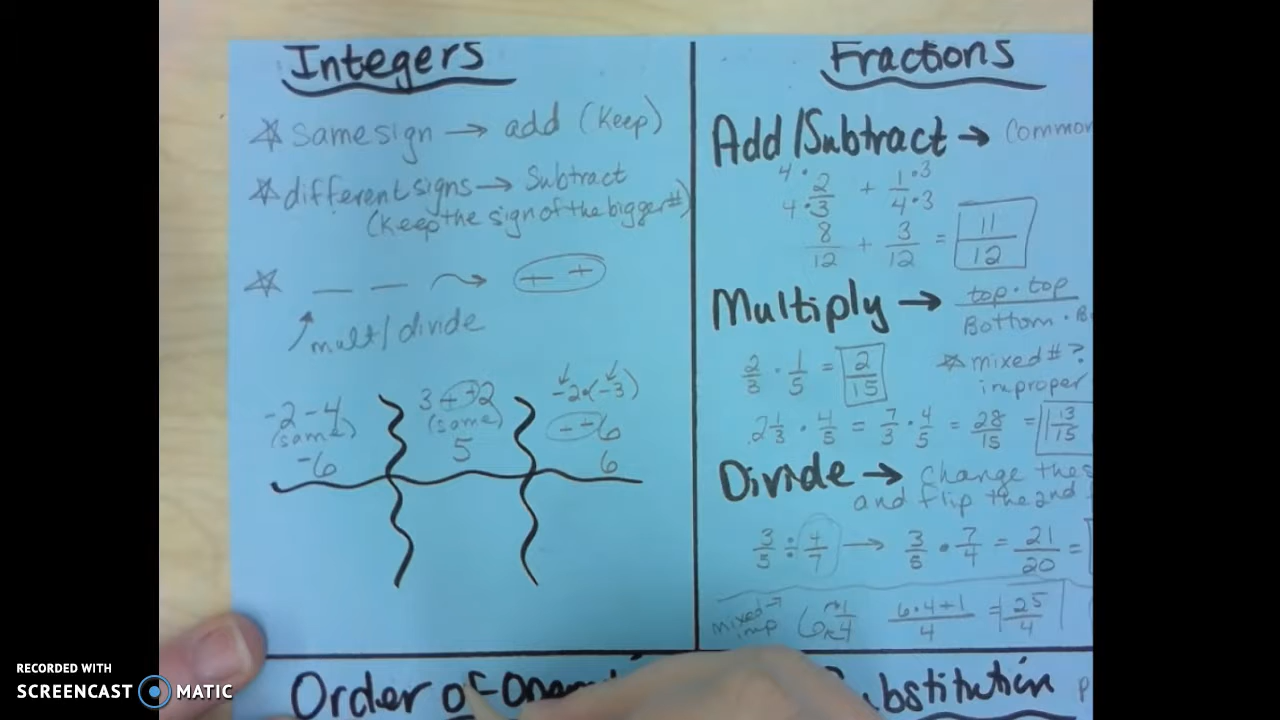 Integers
☆ same sign → add (keep)
☆ different signs → Subtract
(keep the sign of the bigger #)
☆ — — → + +
mult/divide
-2 - 4
(same)
-6
3 + +2
(same)
5
-2 · (-3)
- - 6
6
Fractions
Add/Subtract → Common
4 · 2/3 · 4 + 1/4 · 3 · 3
8/12 + 3/12 = 11/12
Multiply → top · top
Bottom · B
2/3 · 1/5 = 2/15
☆ mixed #?
improper
2 1/3 · 4/5 = 7/3 · 4/5 = 28/15 = 13/15
Divide → Change the s
and flip the 2nd
3/5 ÷ 4/7 → 3/5 · 7/4 = 21/20 =
mixed →
imp
6 1/4
6·4+1/4 = 25/4
Order of
bstitution
RECORDED WITH
SCREENCAST MATIC